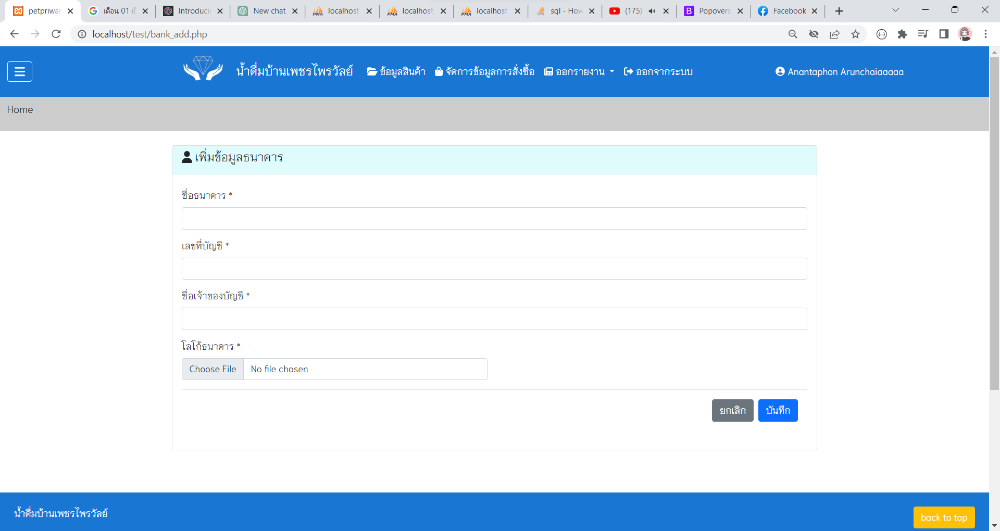 petpriwan
เดือน 01 เป็
Introducin
New chat
localhost
localhost
localhost
sql - How
(175)
Popovers
Facebook
localhost/test/bank_add.php
น้ำดื่มบ้านเพชรไพรวัลย์
ข้อมูลสินค้า
จัดการข้อมูลการสั่งซื้อ
ออกรายงาน
ออกจากระบบ
Anantaphon Arunchaiaaaaa
Home
เพิ่มข้อมูลธนาคาร
ชื่อธนาคาร *
เลขที่บัญชี *
ชื่อเจ้าของบัญชี *
โลโก้ธนาคาร *
Choose File No file chosen
ยกเลิก
บันทึก
น้ำดื่มบ้านเพชรไพรวัลย์
back to top